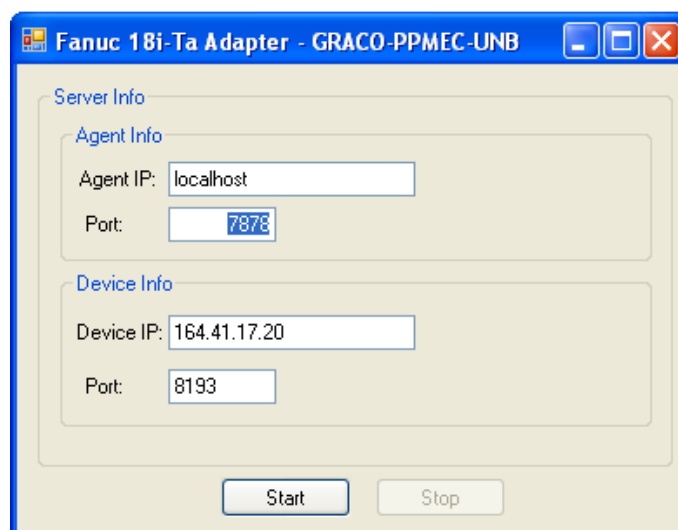 Fanuc 18i-Ta Adapter - GRACO-PPMEC-UNB
Server Info
Agent Info
Agent IP: localhost
Port: 7878
Device Info
Device IP: 164.41.17.20
Port: 8193
Start Stop